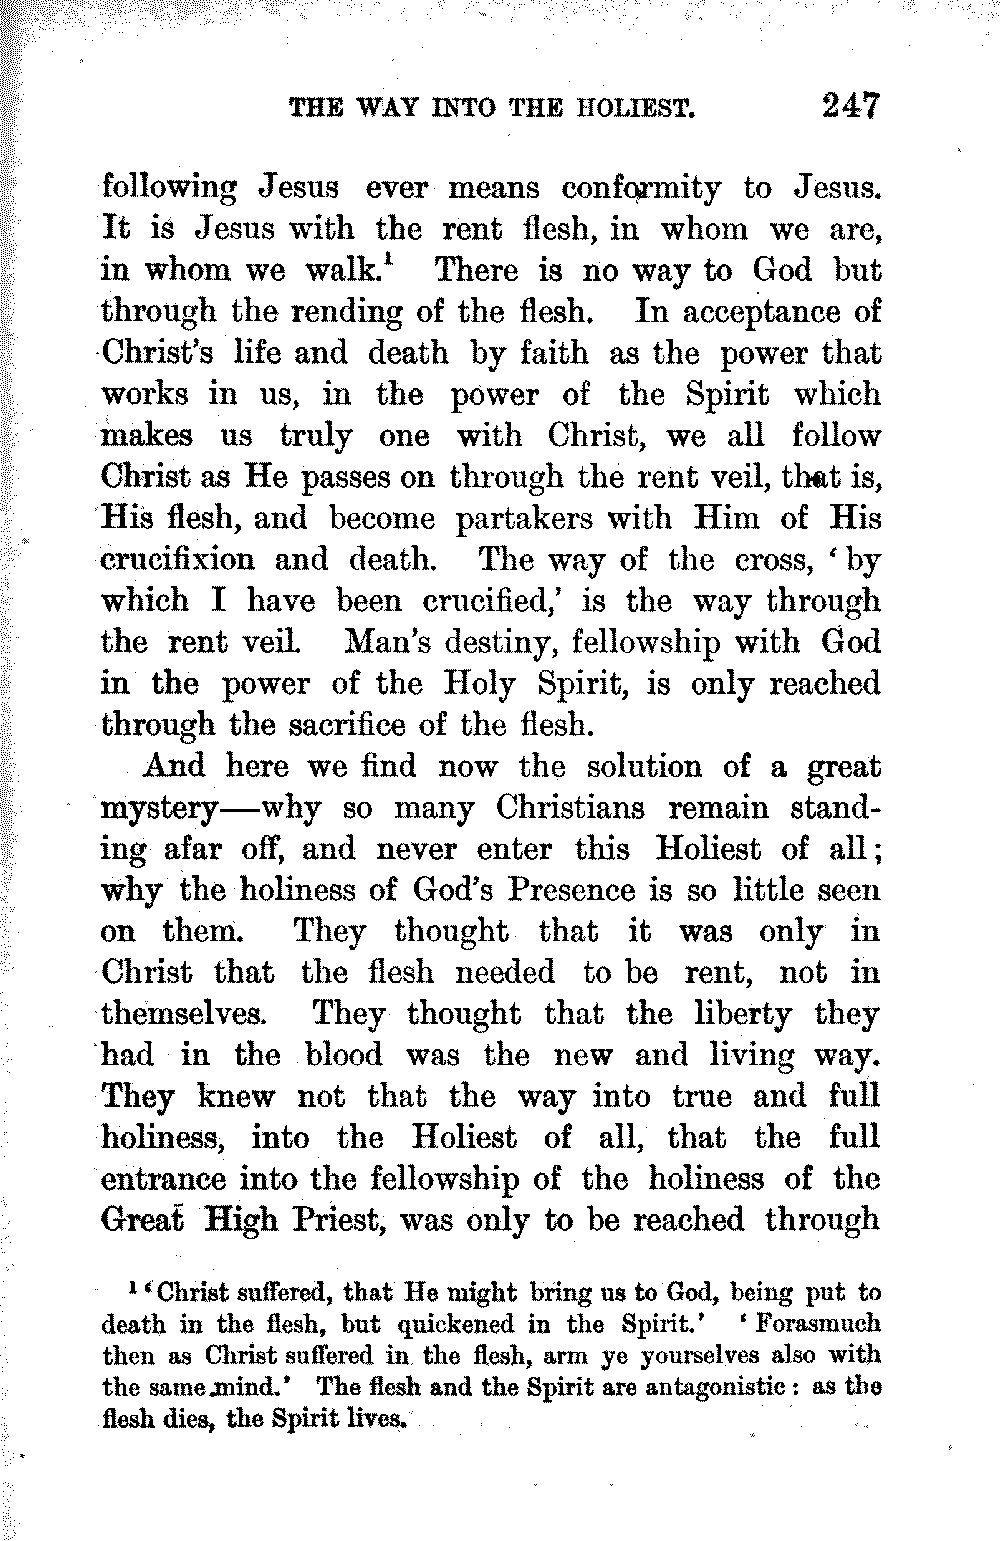 THE WAY INTO THE HOLIEST. 247
following Jesus ever means conformity to Jesus.
It is Jesus with the rent flesh, in whom we are,
in whom we walk.¹ There is no way to God but
through the rending of the flesh. In acceptance of
Christ's life and death by faith as the power that
works in us, in the power of the Spirit which
makes us truly one with Christ, we all follow
Christ as He passes on through the rent veil, that is,
His flesh, and become partakers with Him of His
crucifixion and death. The way of the cross, ‘by
which I have been crucified,’ is the way through
the rent veil. Man's destiny, fellowship with God
in the power of the Holy Spirit, is only reached
through the sacrifice of the flesh.
And here we find now the solution of a great
mystery—why so many Christians remain stand-
ing afar off, and never enter this Holiest of all;
why the holiness of God's Presence is so little seen
on them. They thought that it was only in
Christ that the flesh needed to be rent, not in
themselves. They thought that the liberty they
had in the blood was the new and living way.
They knew not that the way into true and full
holiness, into the Holiest of all, that the full
entrance into the fellowship of the holiness of the
Great High Priest, was only to be reached through
¹ ‘Christ suffered, that He might bring us to God, being put to
death in the flesh, but quickened in the Spirit.’ ‘Forasmuch
then as Christ suffered in the flesh, arm ye yourselves also with
the same mind.’ The flesh and the Spirit are antagonistic: as the
flesh dies, the Spirit lives.